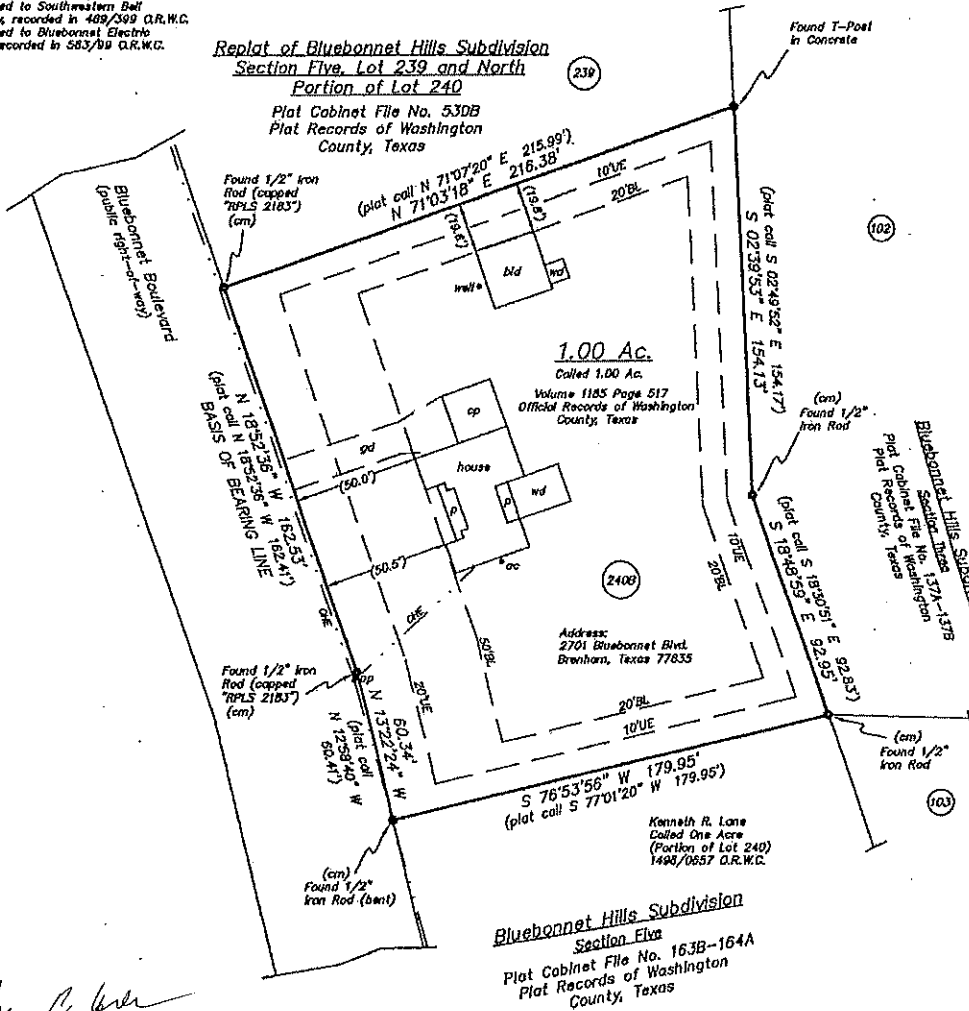 ed to Southwestern Bell
recorded in 489/399 O.R.W.C.
ed to Bluebonnet Electric
ecorded in 583/99 O.R.W.C.
Replat of Bluebonnet Hills Subdivision
Section Five, Lot 239 and North
Portion of Lot 240
Plat Cabinet File No. 530B
Plat Records of Washington
County, Texas
239
Found T-Post
in Concrete
Bluebonnet Boulevard
(public right-of-way)
Found 1/2" Iron
Rod (capped
"RPLS 2183")
(cm)
(plat call N 71°07'20" E 215.99')
N 71°03'18" E 216.38'
10'UE
20'BL
(19.6')
(19.8')
bld
wd
well
(plat call S 02°49'52" E 154.17')
S 02°39'53" E 154.13'
102
1.00 Ac.
Called 1.00 Ac.
Volume 1185 Page 517
Official Records of Washington
County, Texas
(cm)
Found 1/2"
Iron Rod
N 18°52'36" W 162.53'
(plat call N 18°52'36" W 162.41')
BASIS OF BEARING LINE
cp
gd
house
(50.0')
p
p
wd
(50.5')
ac
OHE
OHE
240B
10'UE
20'BL
Bluebonnet Hills Subdi
Section Three
Plat Cabinet File No. 137A-137B
Plat Records of Washington
County, Texas
(plat call S 18°30'51" E 92.83')
S 18°48'59" E 92.95'
Address:
2701 Bluebonnet Blvd.
Brenham, Texas 77835
Found 1/2" Iron
Rod (capped
"RPLS 2183")
(cm)
pp
50'BL
20'UE
20'BL
10'UE
60.34'
N 13°22'24" W
(plat call
N 12°58'40" W
60.41')
(cm)
Found 1/2"
Iron Rod
S 76°53'56" W 179.95'
(plat call S 77°01'20" W 179.95')
103
Kenneth R. Lane
Called One Acre
(Portion of Lot 240)
1498/0657 O.R.W.C.
(cm)
Found 1/2"
Iron Rod (bent)
Bluebonnet Hills Subdivision
Section Five
Plat Cabinet File No. 163B-164A
Plat Records of Washington
County, Texas